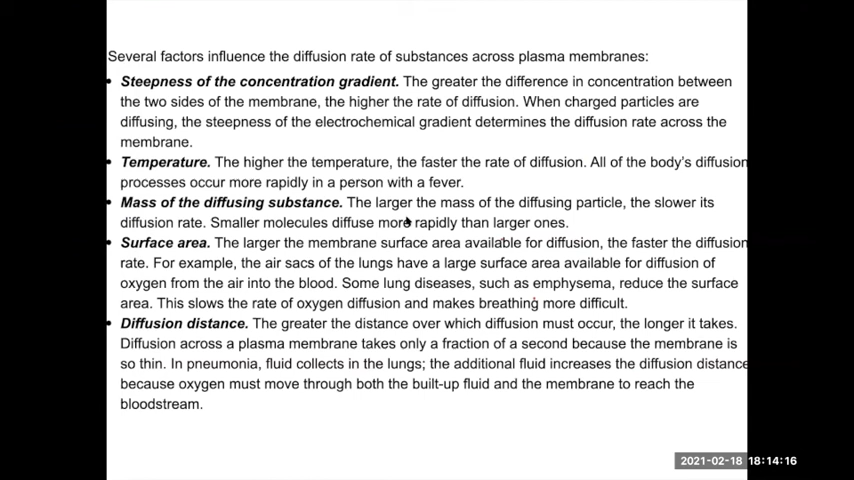 Several factors influence the diffusion rate of substances across plasma membranes:
• Steepness of the concentration gradient. The greater the difference in concentration between
the two sides of the membrane, the higher the rate of diffusion. When charged particles are
diffusing, the steepness of the electrochemical gradient determines the diffusion rate across the
membrane.
• Temperature. The higher the temperature, the faster the rate of diffusion. All of the body's diffusion
processes occur more rapidly in a person with a fever.
• Mass of the diffusing substance. The larger the mass of the diffusing particle, the slower its
diffusion rate. Smaller molecules diffuse more rapidly than larger ones.
• Surface area. The larger the membrane surface area available for diffusion, the faster the diffusion
rate. For example, the air sacs of the lungs have a large surface area available for diffusion of
oxygen from the air into the blood. Some lung diseases, such as emphysema, reduce the surface
area. This slows the rate of oxygen diffusion and makes breathing more difficult.
• Diffusion distance. The greater the distance over which diffusion must occur, the longer it takes.
Diffusion across a plasma membrane takes only a fraction of a second because the membrane is
so thin. In pneumonia, fluid collects in the lungs; the additional fluid increases the diffusion distance
because oxygen must move through both the built-up fluid and the membrane to reach the
bloodstream.
2021-02-18 18:14:16